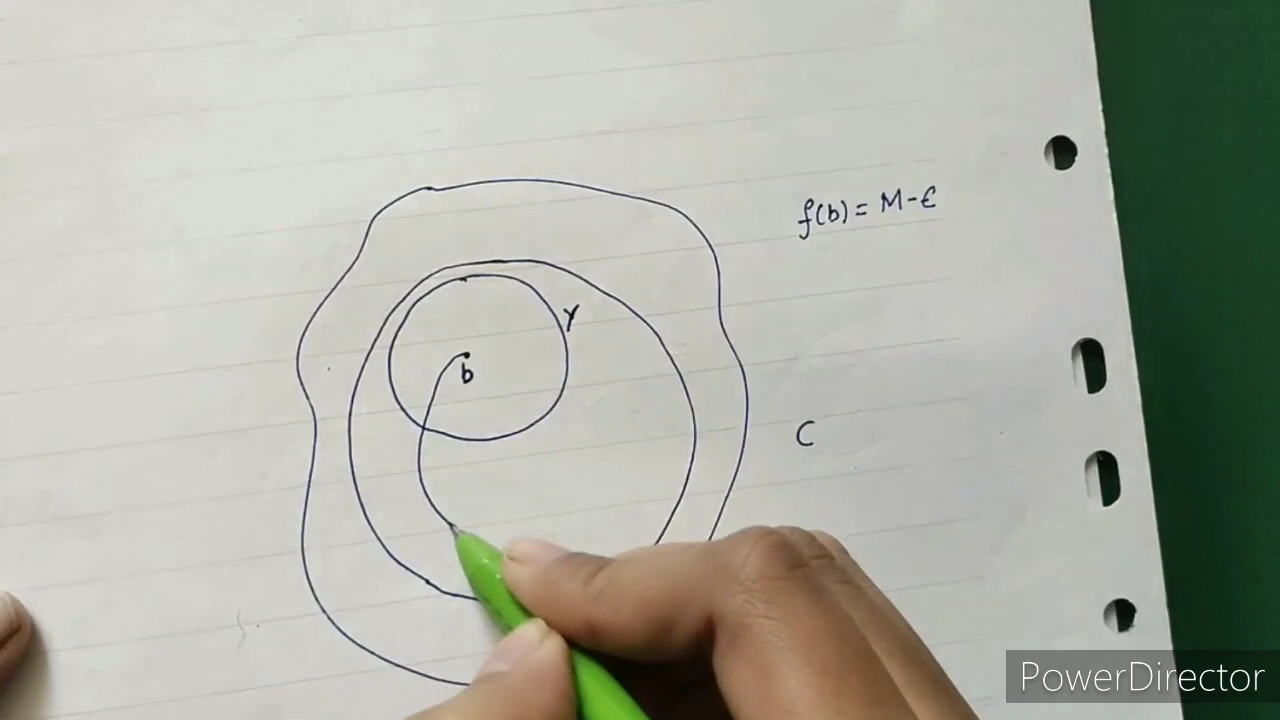 f(b) = M - ε
γ
b
C
PowerDirector